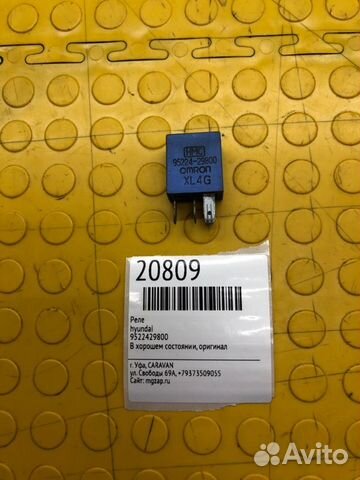 HMC
95224-29800
OMRON
XL4G
20809
Реле
hyundai
9522429800
В хорошем состоянии, оригинал
г. Уфа, CARAVAN
ул. Свободы 69А, +79373509055
Сайт: mgzap.ru
Avito